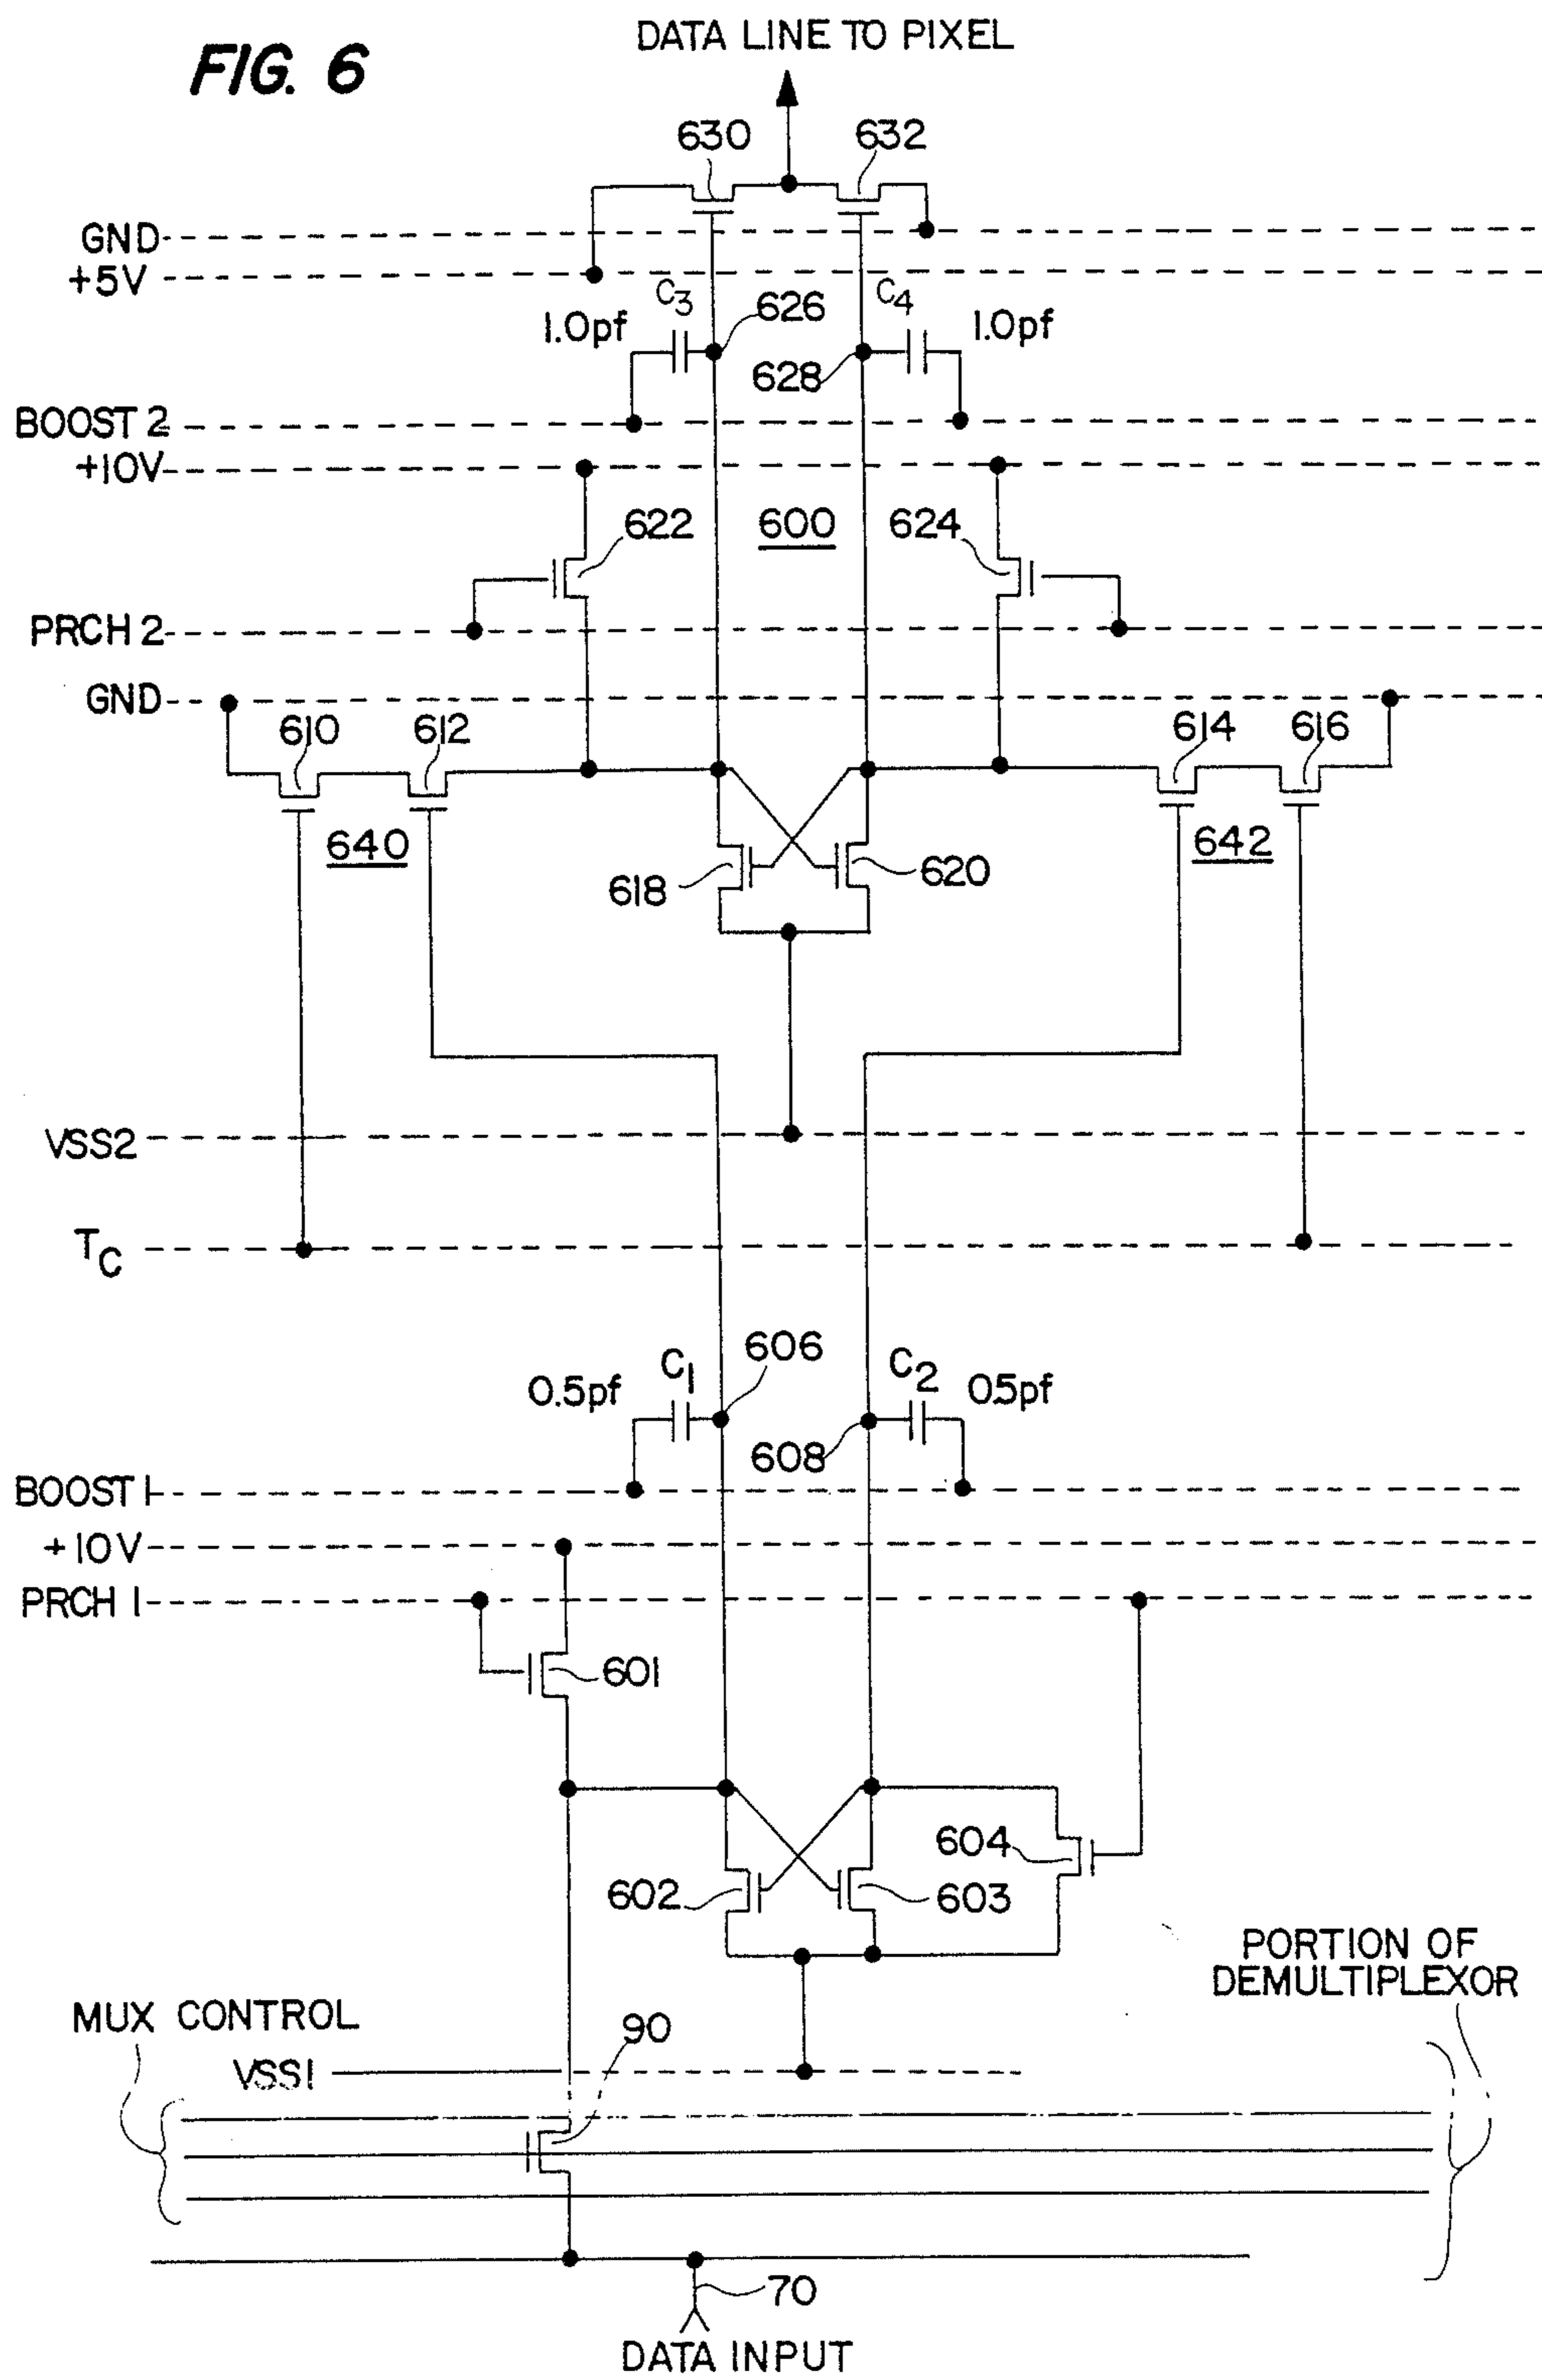 FIG. 6
DATA LINE TO PIXEL
630
632
GND
+5V
C3
626
C4
1.0pf
1.0pf
628
BOOST 2
+10V
622
600
624
PRCH 2
GND
610
612
614
616
640
642
618
620
VSS2
TC
606
C1
C2
0.5pf
0.5pf
608
BOOST 1
+10V
PRCH 1
601
604
602
603
PORTION OF
DEMULTIPLEXOR
MUX CONTROL
90
VSS1
70
DATA INPUT